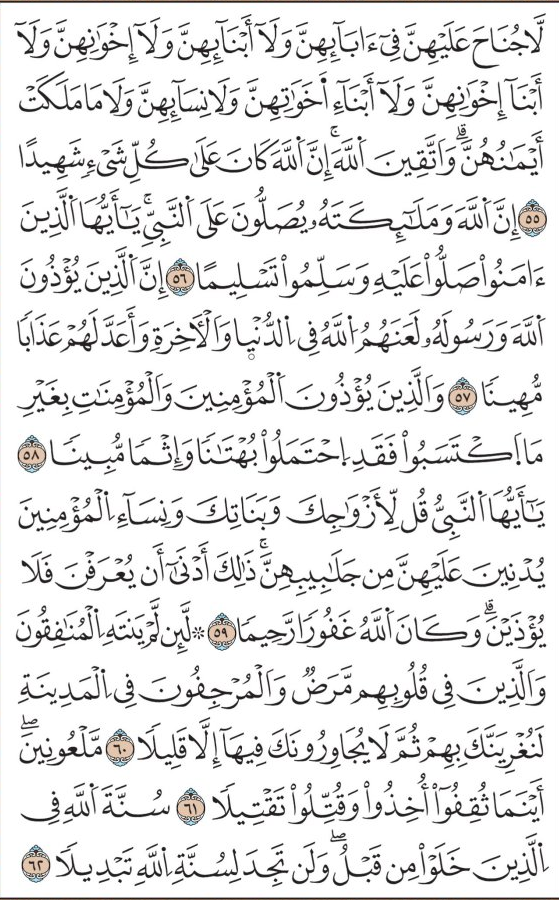 لَّا جُنَاحَ عَلَيْهِنَّ فِيٓ ءَابَآئِهِنَّ وَلَآ أَبْنَآئِهِنَّ وَلَآ إِخْوَٰنِهِنَّ وَلَآ
أَبْنَآءِ اِ۪خْوَٰنِهِنَّ وَلَآ أَبْنَآءِ اَ۬خَوَٰتِهِنَّ وَلَا نِسَآئِهِنَّ وَلَا مَا مَلَكَتْ
أَيْمَٰنُهُنَّۗ وَٱتَّقِينَ ٱللَّهَۚ إِنَّ ٱللَّهَ كَانَ عَلَىٰ كُلِّ شَيْءٖ شَهِيدًا
٥٥ إِنَّ ٱللَّهَ وَمَلَٰٓئِكَتَهُۥ يُصَلُّونَ عَلَى ٱلنَّبِيِّۚ يَٰٓأَيُّهَا ٱلَّذِينَ
ءَامَنُواْ صَلُّواْ عَلَيْهِ وَسَلِّمُواْ تَسْلِيمًا ٥٦ إِنَّ ٱلَّذِينَ يُؤْذُونَ
ٱللَّهَ وَرَسُولَهُۥ لَعَنَهُمُ ٱللَّهُ فِي ٱلدُّنْيَا وَٱلْأٓخِرَةِ وَأَعَدَّ لَهُمْ عَذَابًا
مُّهِينًا ٥٧ وَٱلَّذِينَ يُؤْذُونَ ٱلْمُؤْمِنِينَ وَٱلْمُؤْمِنَٰتِ بِغَيْرِ
مَا ٱكْتَسَبُواْ فَقَدِ ٱحْتَمَلُواْ بُهْتَٰنًا وَإِثْمًا مُّبِينًا ٥٨
يَٰٓأَيُّهَا ٱلنَّبِيُّ قُل لِّأَزْوَٰجِكَ وَبَنَاتِكَ وَنِسَآءِ ٱلْمُؤْمِنِينَ
يُدْنِينَ عَلَيْهِنَّ مِن جَلَٰبِيبِهِنَّۚ ذَٰلِكَ أَدْنَىٰٓ أَن يُعْرَفْنَ فَلَا
يُؤْذَيْنَۗ وَكَانَ ٱللَّهُ غَفُورًا رَّحِيمًا ٥٩ ۞ لَّئِن لَّمْ يَنتَهِ ٱلْمُنَٰفِقُونَ
وَٱلَّذِينَ فِي قُلُوبِهِم مَّرَضٌ وَٱلْمُرْجِفُونَ فِي ٱلْمَدِينَةِ
لَنُغْرِيَنَّكَ بِهِمْ ثُمَّ لَا يُجَاوِرُونَكَ فِيهَآ إِلَّا قَلِيلًا ٦٠ مَّلْعُونِينَۖ
أَيْنَمَا ثُقِفُوٓاْ أُخِذُواْ وَقُتِّلُواْ تَقْتِيلًا ٦١ سُنَّةَ ٱللَّهِ فِي
ٱلَّذِينَ خَلَوْاْ مِن قَبْلُۖ وَلَن تَجِدَ لِسُنَّةِ ٱللَّهِ تَبْدِيلًا ٦٢